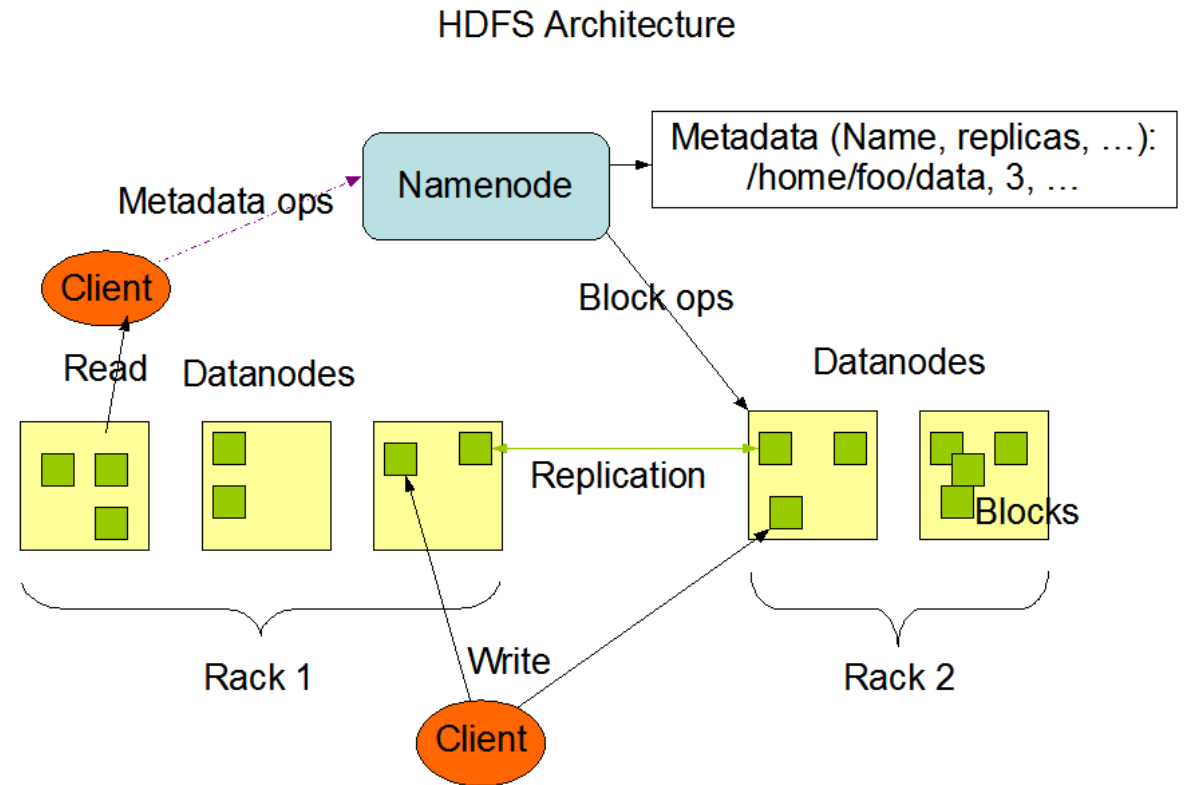 HDFS Architecture
Metadata (Name, replicas, …):
/home/foo/data, 3, …
Namenode
Metadata ops
Client
Block ops
Read
Datanodes
Datanodes
Replication
Blocks
Rack 1
Write
Rack 2
Client